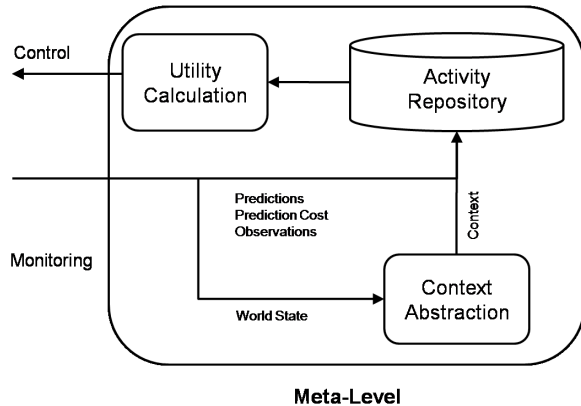 Control
Utility
Calculation
Activity
Repository
Predictions
Prediction Cost
Observations
Context
Monitoring
Context
Abstraction
World State
Meta-Level